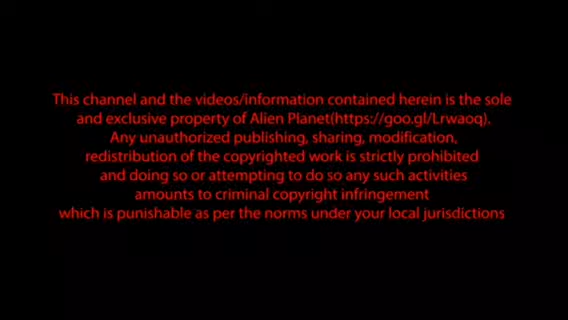 This channel and the videos/information contained herein is the sole
and exclusive property of Alien Planet(https://goo.gl/Lrwaoq).
Any unauthorized publishing, sharing, modification,
redistribution of the copyrighted work is strictly prohibited
and doing so or attempting to do so any such activities
amounts to criminal copyright infringement
which is punishable as per the norms under your local jurisdictions